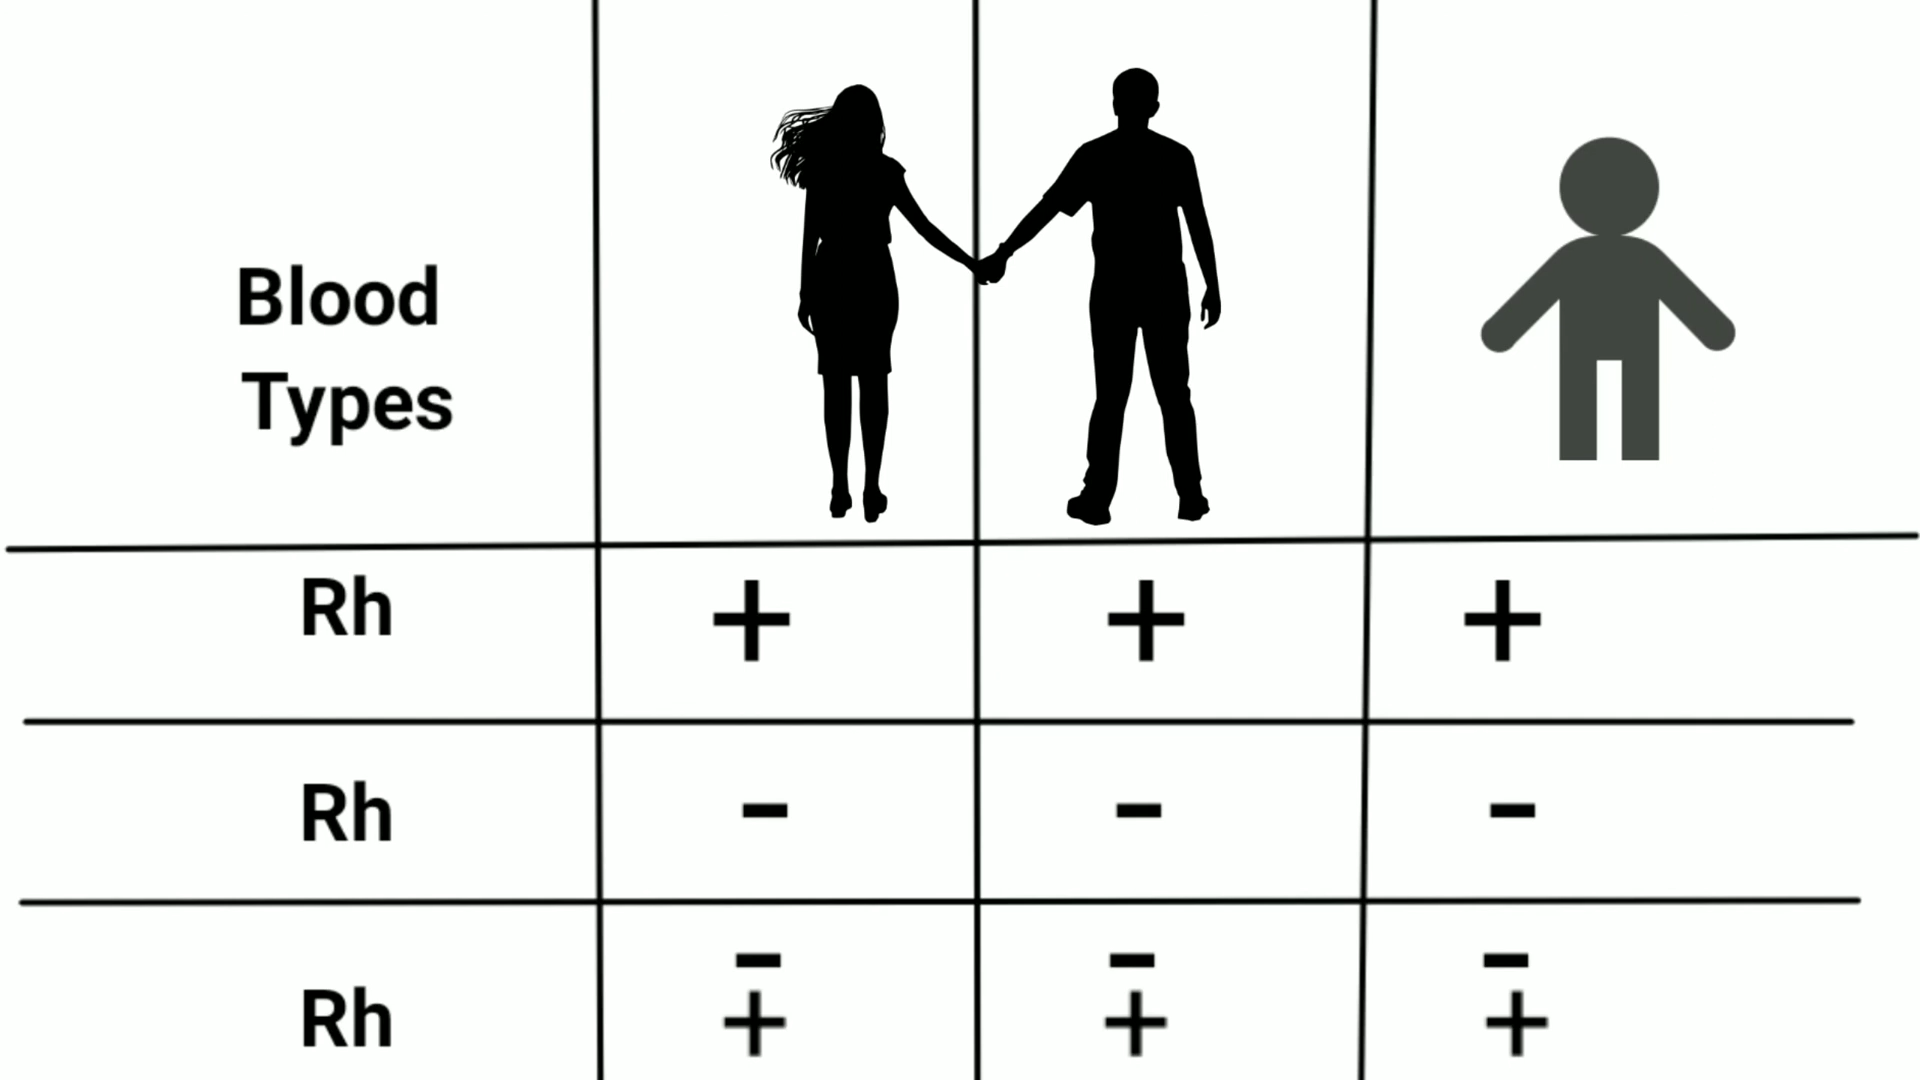 Blood
Types
Rh + + +
Rh - - -
- - -
Rh + + +